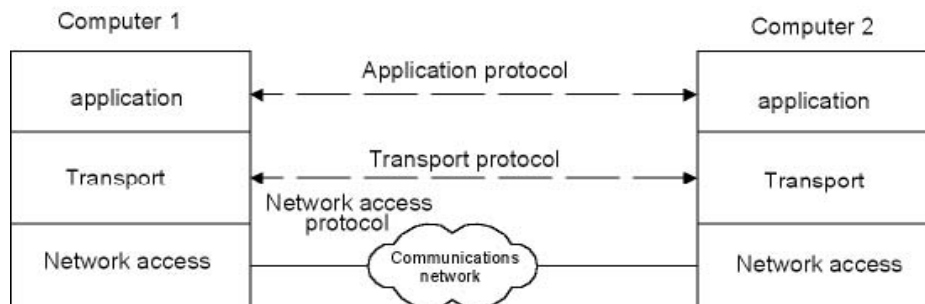 Computer 1
Computer 2
application
Application protocol
application
Transport
Transport protocol
Transport
Network access
protocol
Network access
Communications
network
Network access